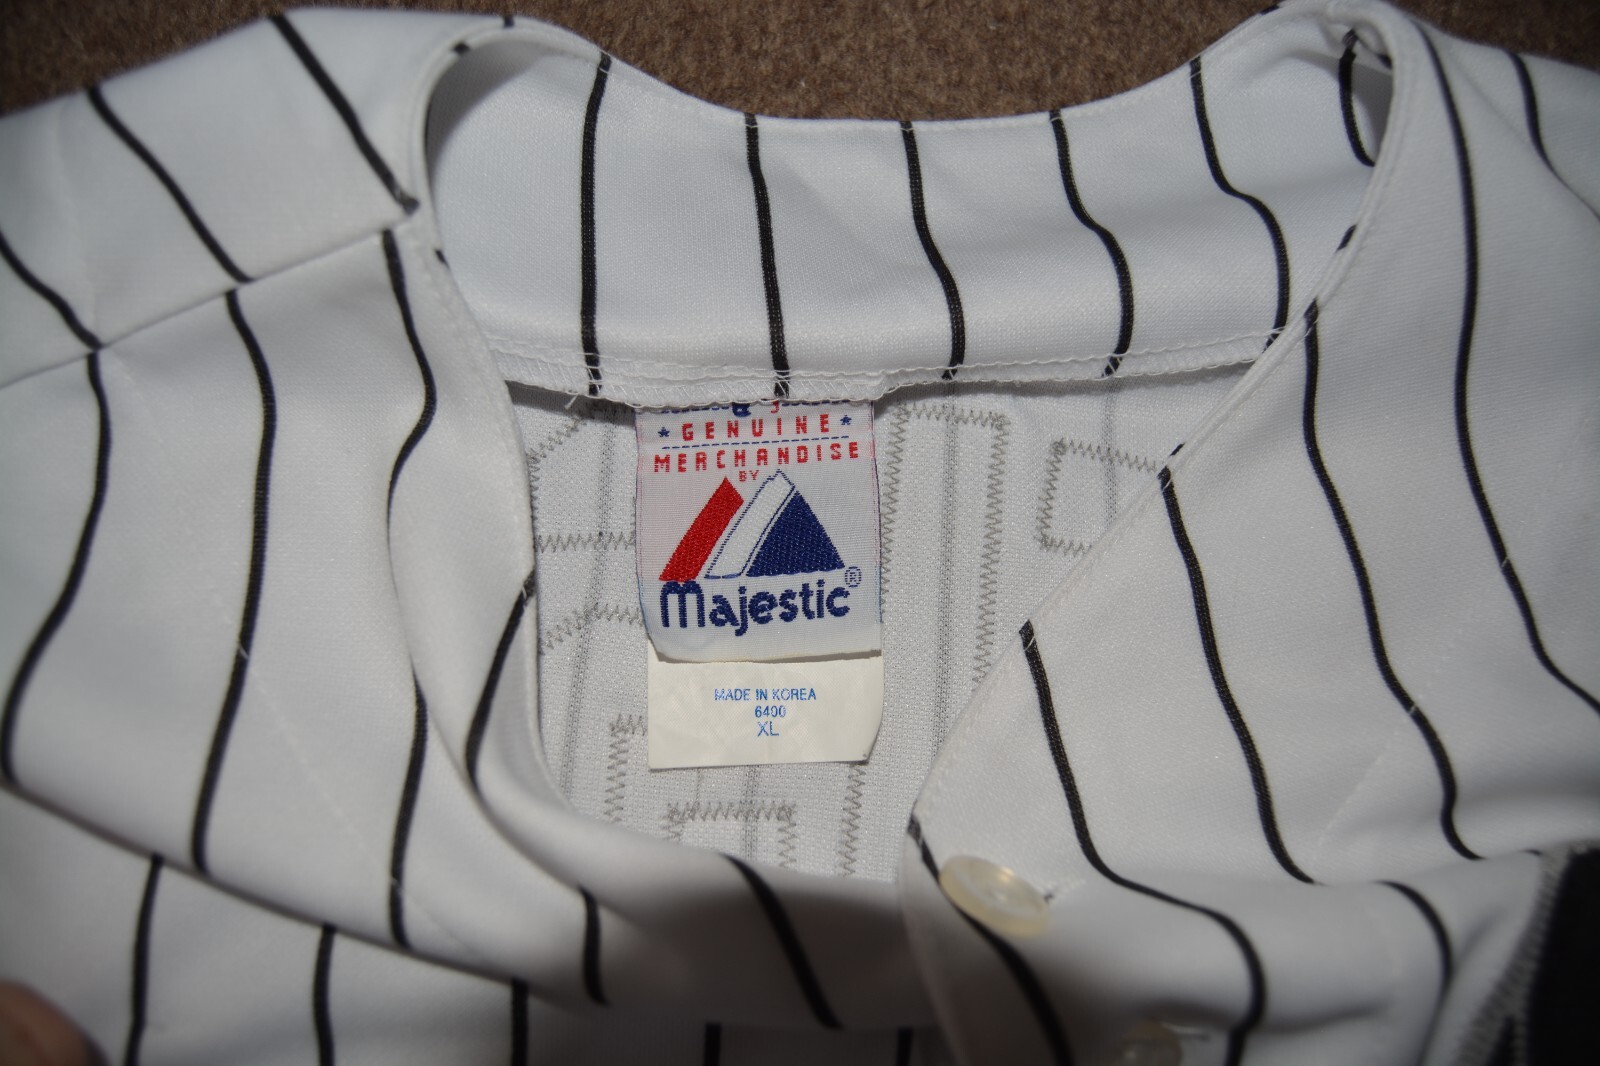 ★ GENUINE ★
MERCHANDISE
BY
Majestic®
MADE IN KOREA
6400
XL